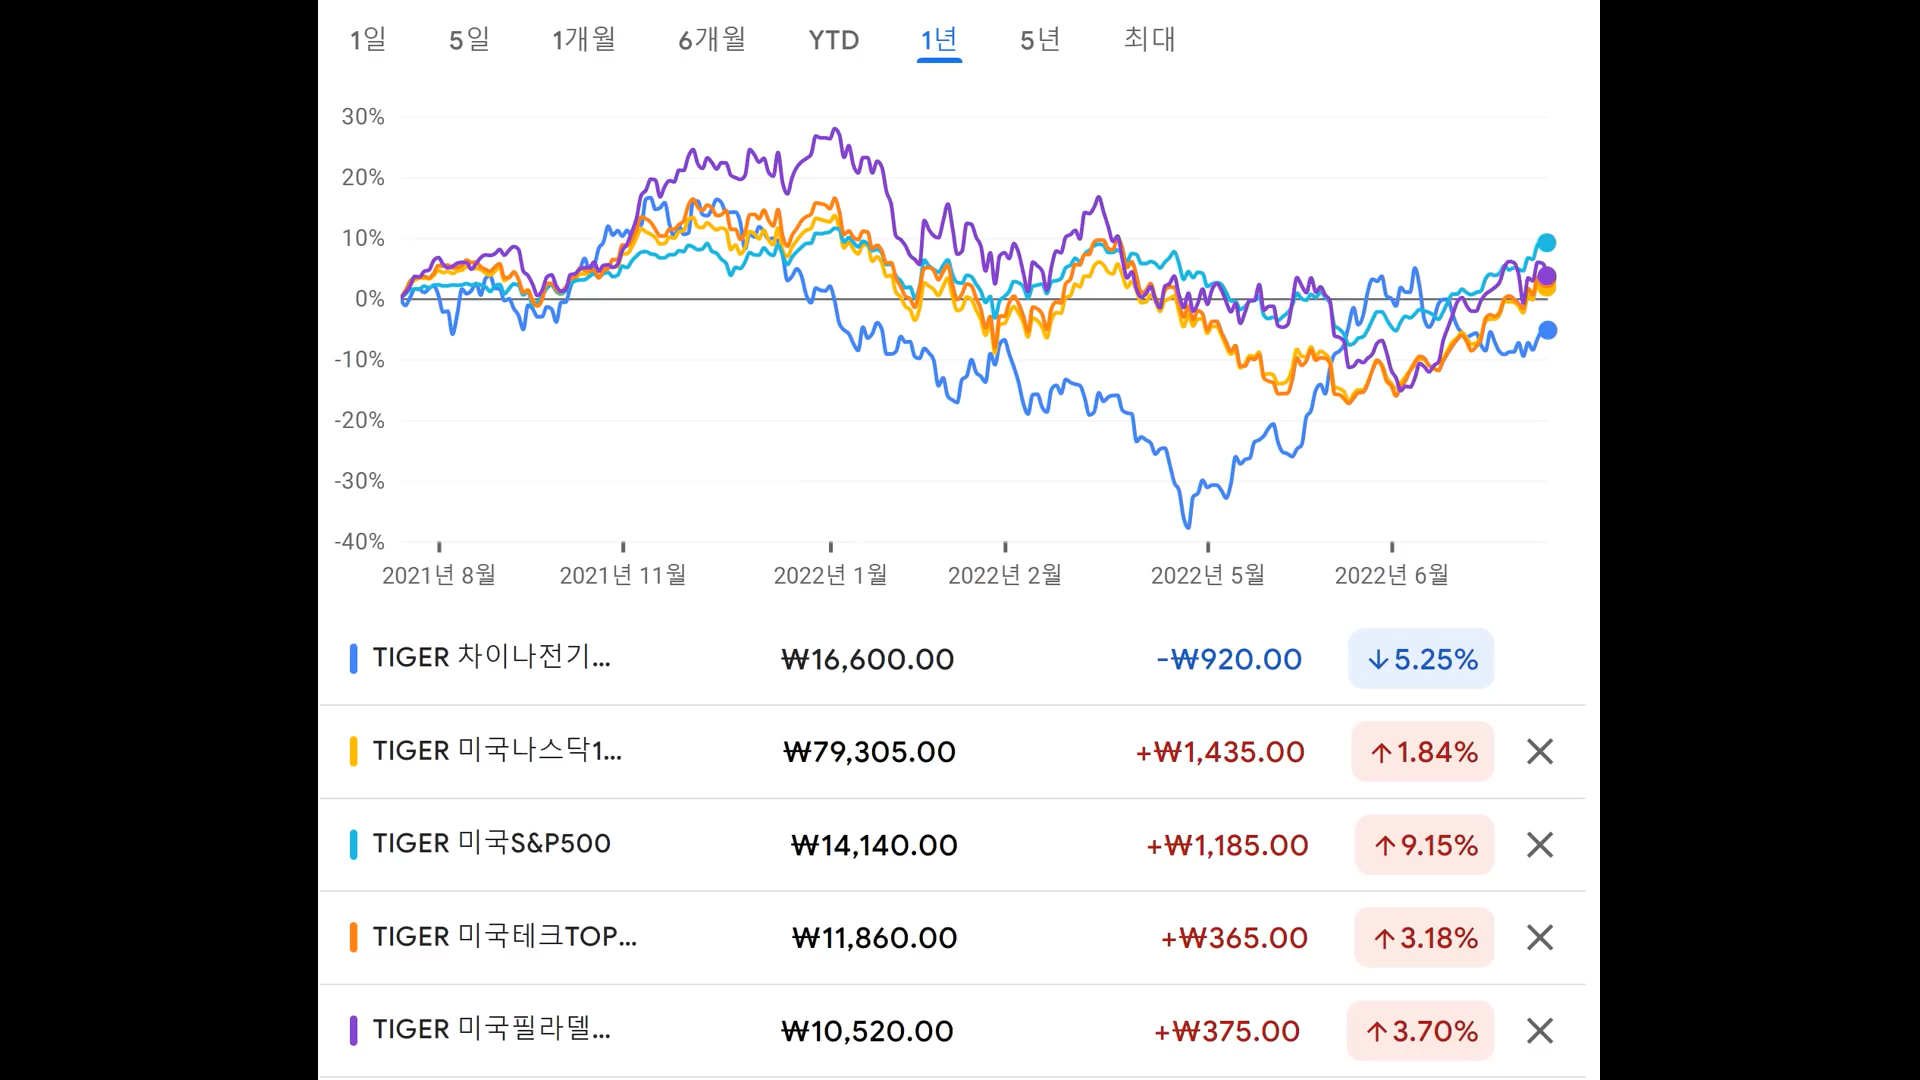 1일 5일 1개월 6개월 YTD 1년 5년 최대
30%
20%
10%
0%
-10%
-20%
-30%
-40%
2021년 8월 2021년 11월 2022년 1월 2022년 2월 2022년 5월 2022년 6월
TIGER 차이나전기... ₩16,600.00 -₩920.00 ↓5.25%
TIGER 미국나스닥1... ₩79,305.00 +₩1,435.00 ↑1.84%
TIGER 미국S&P500 ₩14,140.00 +₩1,185.00 ↑9.15%
TIGER 미국테크TOP... ₩11,860.00 +₩365.00 ↑3.18%
TIGER 미국필라델... ₩10,520.00 +₩375.00 ↑3.70%